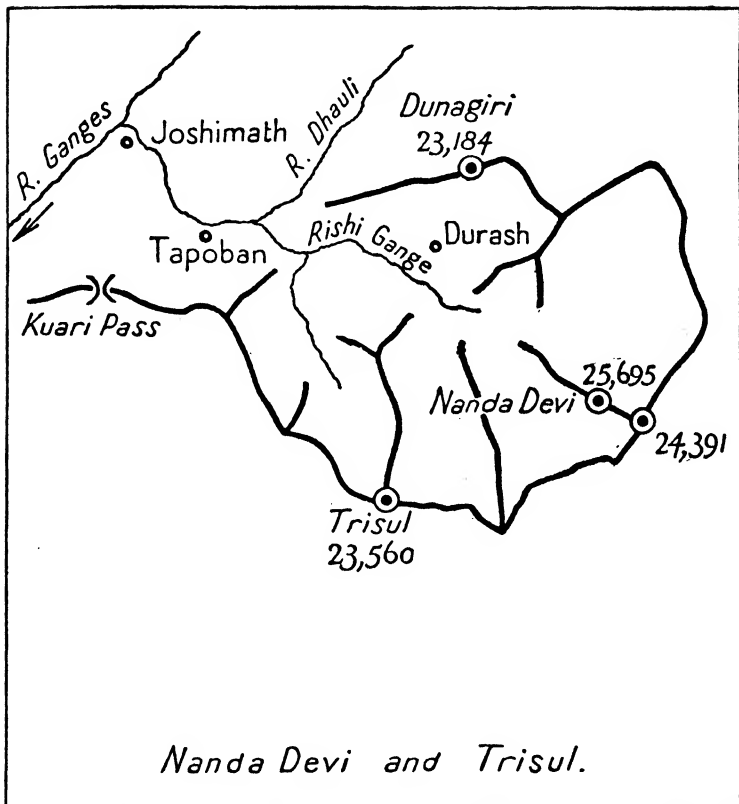 R. Ganges
Joshimath
R. Dhauli
Dunagiri
23,184
Tapoban
Rishi Gange
Durash
Kuari Pass
25,695
Nanda Devi
24,391
Trisul
23,560
Nanda Devi and Trisul.